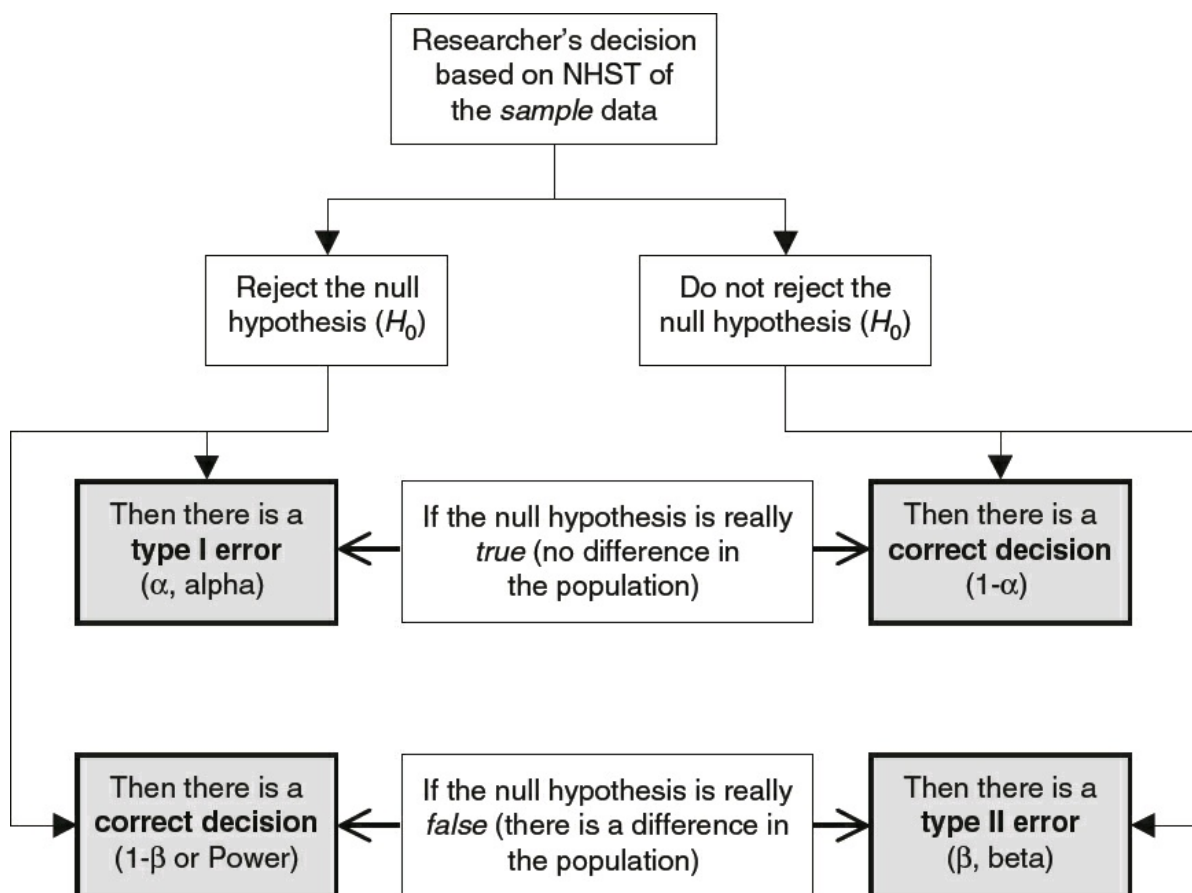 Researcher's decision
based on NHST of
the sample data
Reject the null
hypothesis (H₀)
Do not reject the
null hypothesis (H₀)
Then there is a
type I error
(α, alpha)
If the null hypothesis is really
true (no difference in
the population)
Then there is a
correct decision
(1-α)
Then there is a
correct decision
(1-β or Power)
If the null hypothesis is really
false (there is a difference in
the population)
Then there is a
type II error
(β, beta)